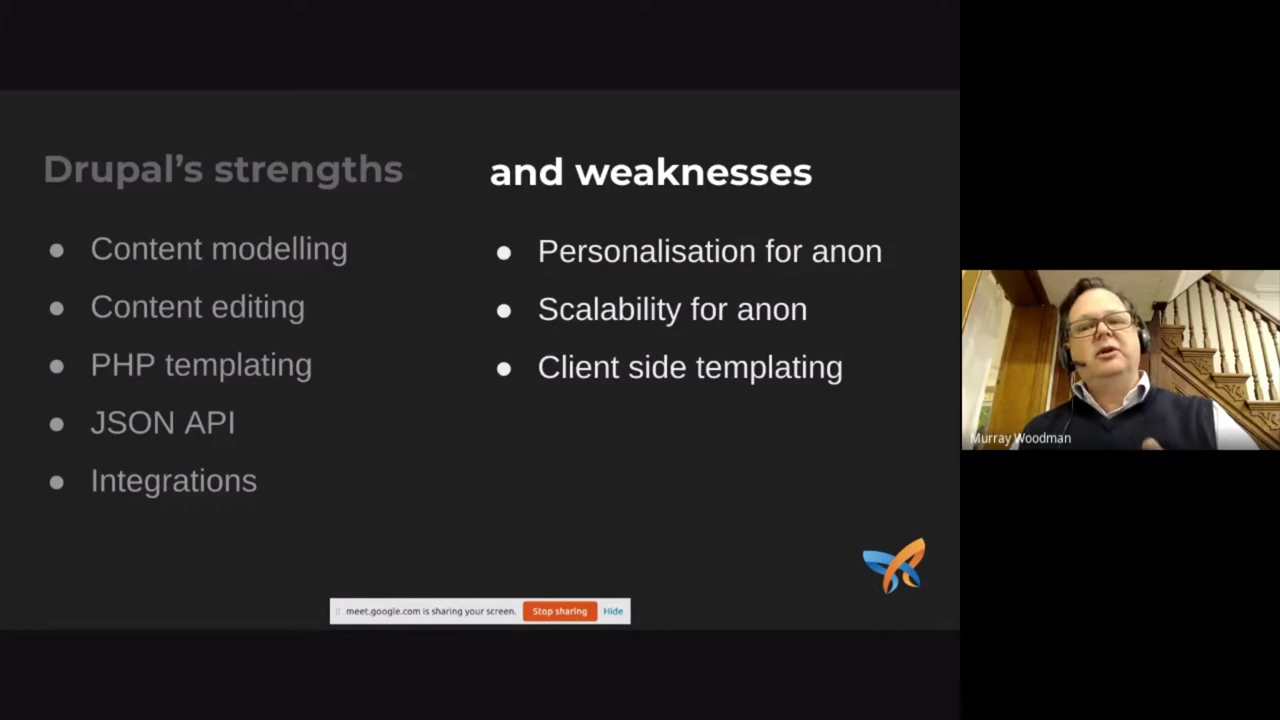 Drupal’s strengths
Content modelling
Content editing
PHP templating
JSON API
Integrations
and weaknesses
Personalisation for anon
Scalability for anon
Client side templating
Murray Woodman
meet.google.com is sharing your screen. Stop sharing Hide